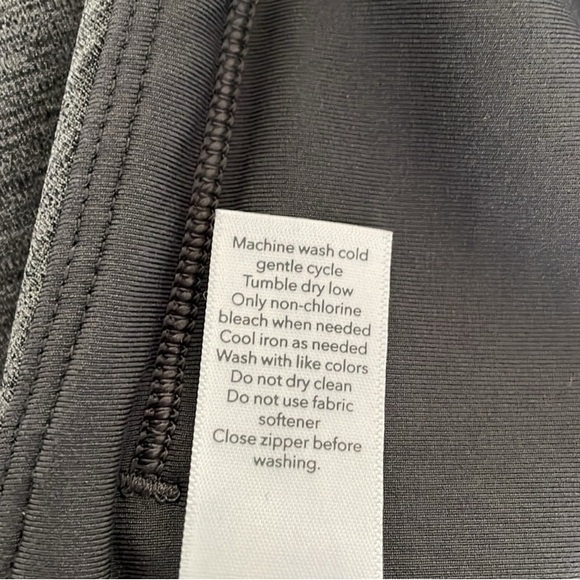 Machine wash cold
gentle cycle
Tumble dry low
Only non-chlorine
bleach when needed
Cool iron as needed
Wash with like colors
Do not dry clean
Do not use fabric
softener
Close zipper before
washing.